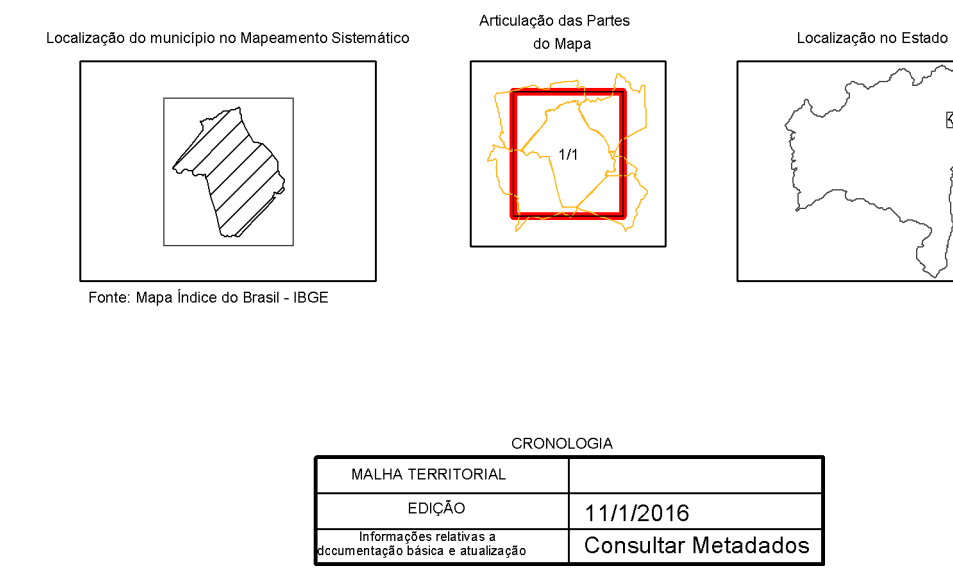 Articulação das Partes
do Mapa
Localização do município no Mapeamento Sistemático
Localização no Estado
1/1
Fonte: Mapa Índice do Brasil - IBGE
CRONOLOGIA
MALHA TERRITORIAL
EDIÇÃO
11/1/2016
Informações relativas a
documentação básica e atualização
Consultar Metadados